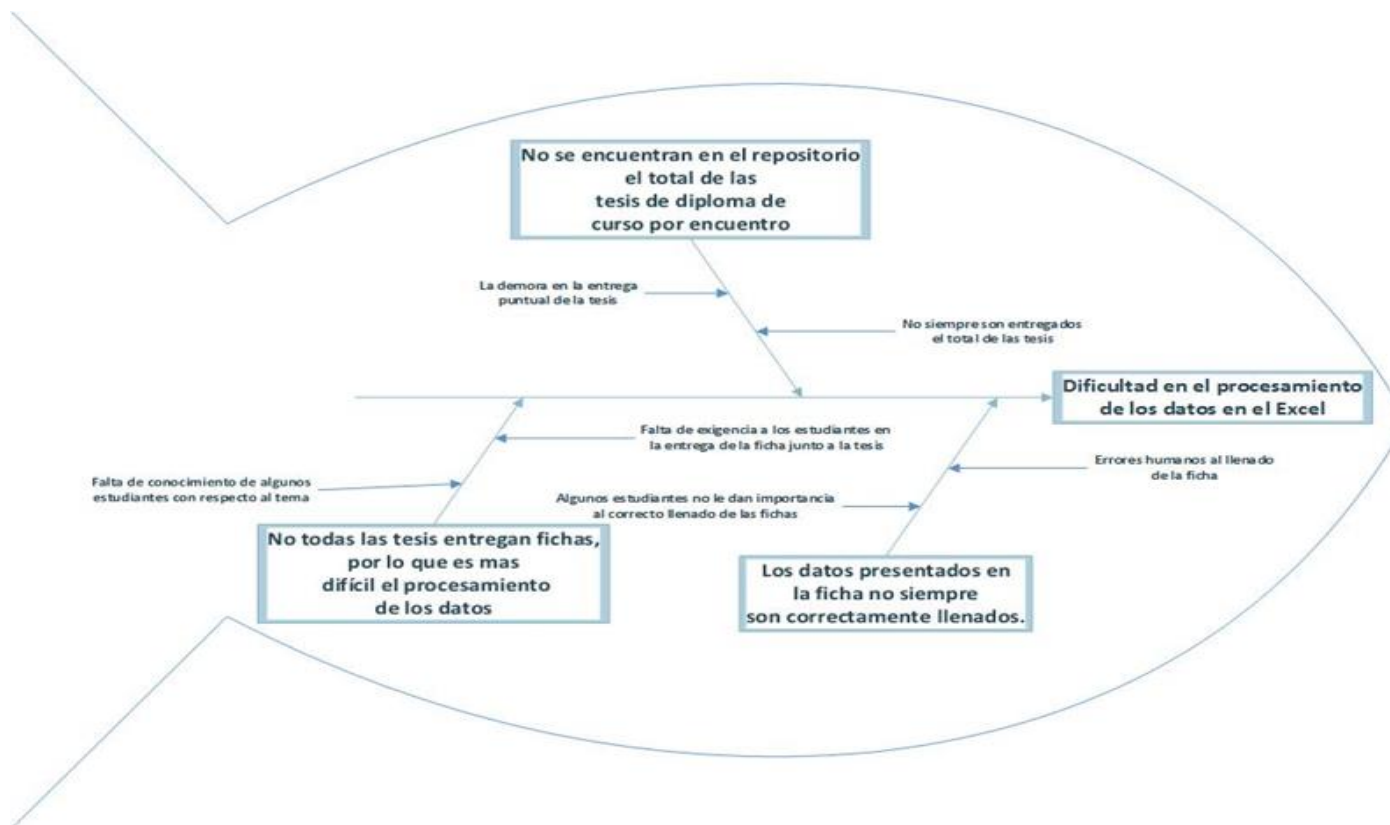 No se encuentran en el repositorio
el total de las
tesis de diploma de
curso por encuentro
La demora en la entrega
puntual de la tesis
No siempre son entregados
el total de las tesis
Dificultad en el procesamiento
de los datos en el Excel
Falta de exigencia a los estudiantes en
la entrega de la ficha junto a la tesis
Errores humanos al llenado
de la ficha
Falta de conocimiento de algunos
estudiantes con respecto al tema
Algunos estudiantes no le dan importancia
al correcto llenado de las fichas
No todas las tesis entregan fichas,
por lo que es mas
difícil el procesamiento
de los datos
Los datos presentados en
la ficha no siempre
son correctamente llenados.